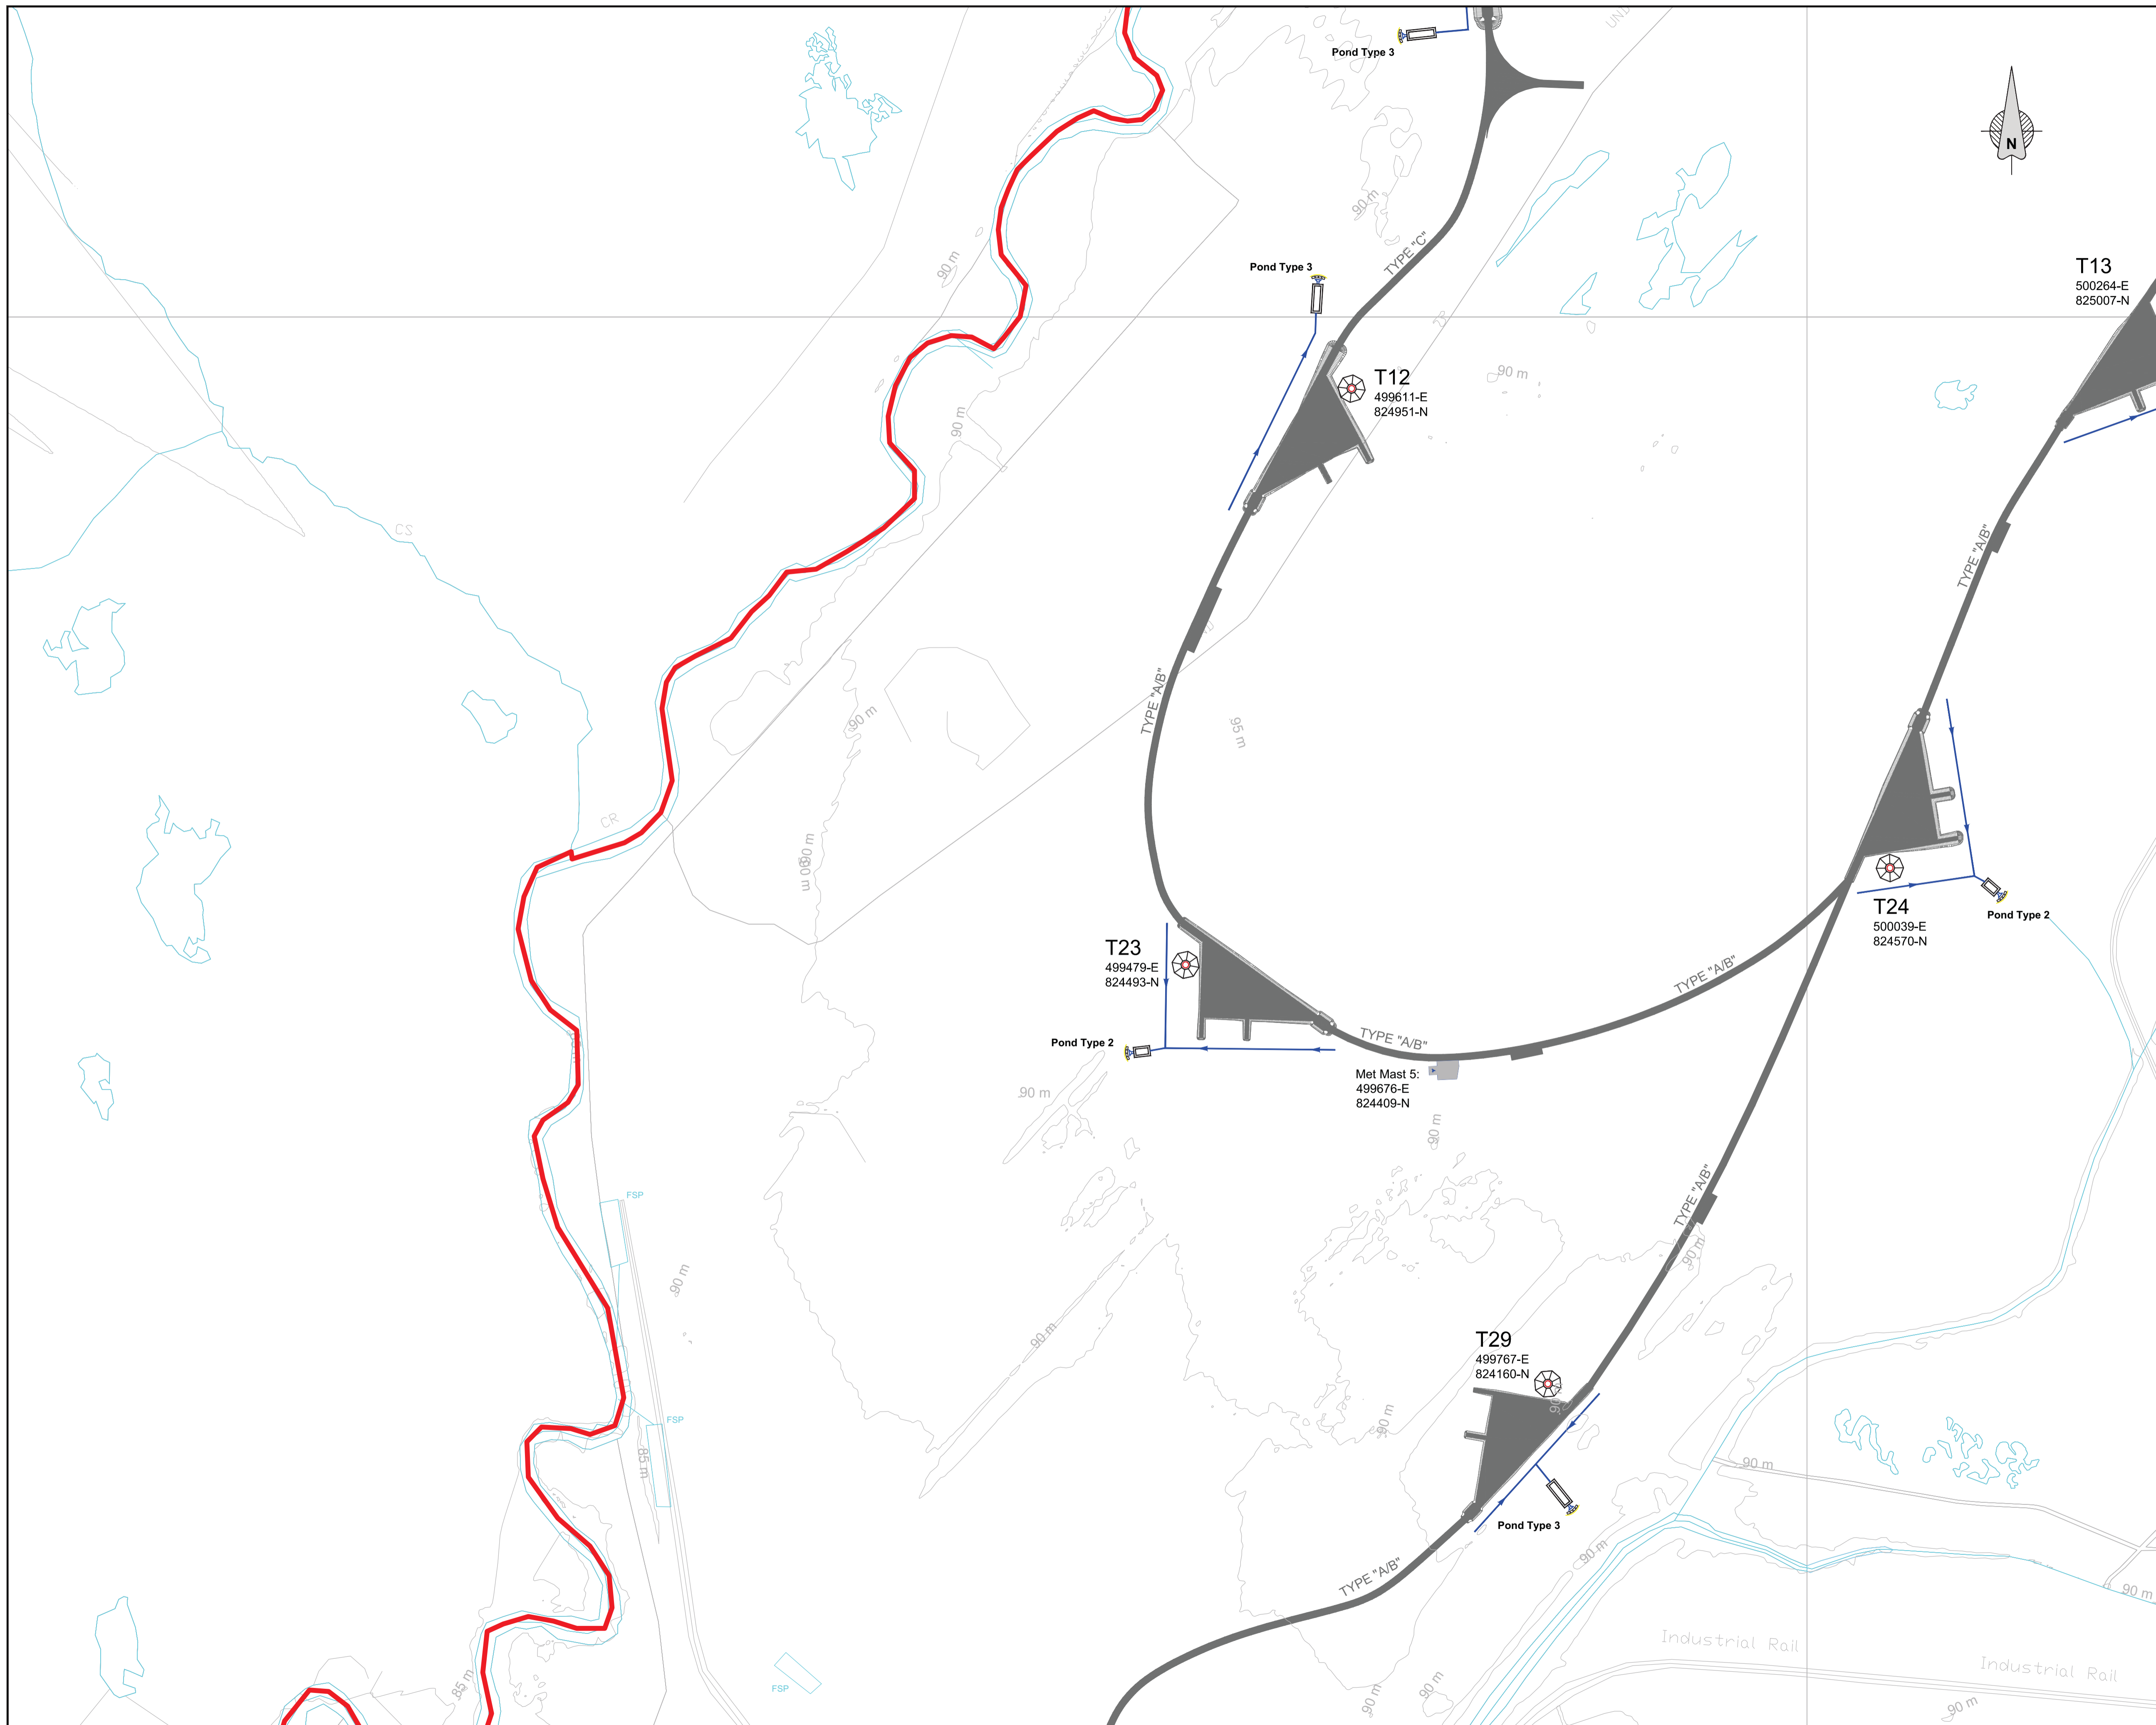 Pond Type 3
N
90 m
TYPE "C"
90 m
Pond Type 3
T13
500264-E
825007-N
T12
499611-E
824951-N
90 m
90 m
CS
TYPE "A/B"
TYPE "A/B"
90 m
95 m
CR
90 m
90 m
T24
500039-E
824570-N
Pond Type 2
T23
499479-E
824493-N
TYPE "A/B"
TYPE "A/B"
Pond Type 2
Met Mast 5:
499676-E
824409-N
90 m
90 m
FSP
TYPE "A/B"
90 m
90 m
90 m
T29
499767-E
824160-N
90 m
FSP
85 m
90 m
90 m
Pond Type 3
90 m
TYPE "A/B"
90 m
Industrial Rail
Industrial Rail
FSP
85 m
90 m
90 m
90 m